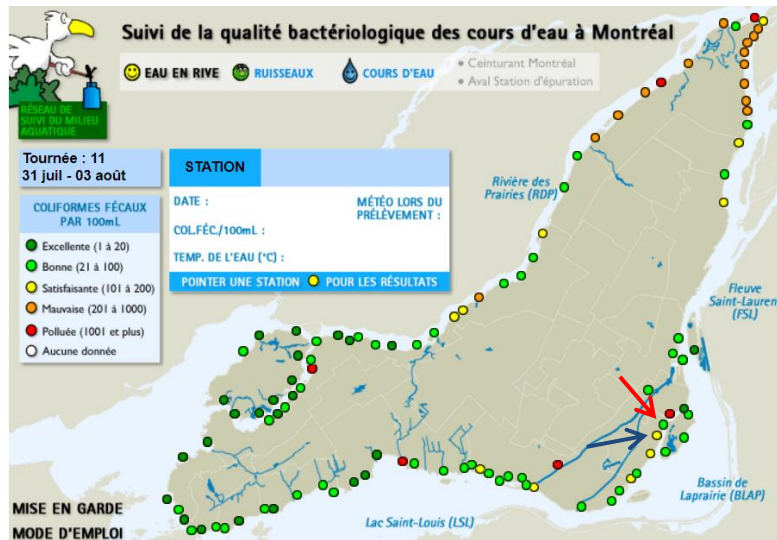 Suivi de la qualité bactériologique des cours d'eau à Montréal
EAU EN RIVE
RUISSEAUX
COURS D'EAU
• Ceinturant Montréal
• Aval Station d'épuration
RÉSEAU DE
SUIVI DU MILIEU
AQUATIQUE
Tournée : 11
31 juil - 03 août
STATION
DATE :
MÉTÉO LORS DU
PRÉLÈVEMENT :
COL.FÉC./100mL :
TEMP. DE L'EAU (°C) :
POINTER UNE STATION POUR LES RÉSULTATS
COLIFORMES FÉCAUX
PAR 100mL
Excellente (1 à 20)
Bonne (21 à 100)
Satisfaisante (101 à 200)
Mauvaise (201 à 1000)
Polluée (1001 et plus)
Aucune donnée
Rivière des
Prairies (RDP)
Fleuve
Saint-Lauren
(FSL)
Bassin de
Laprairie (BLAP)
Lac Saint-Louis (LSL)
MISE EN GARDE
MODE D'EMPLOI